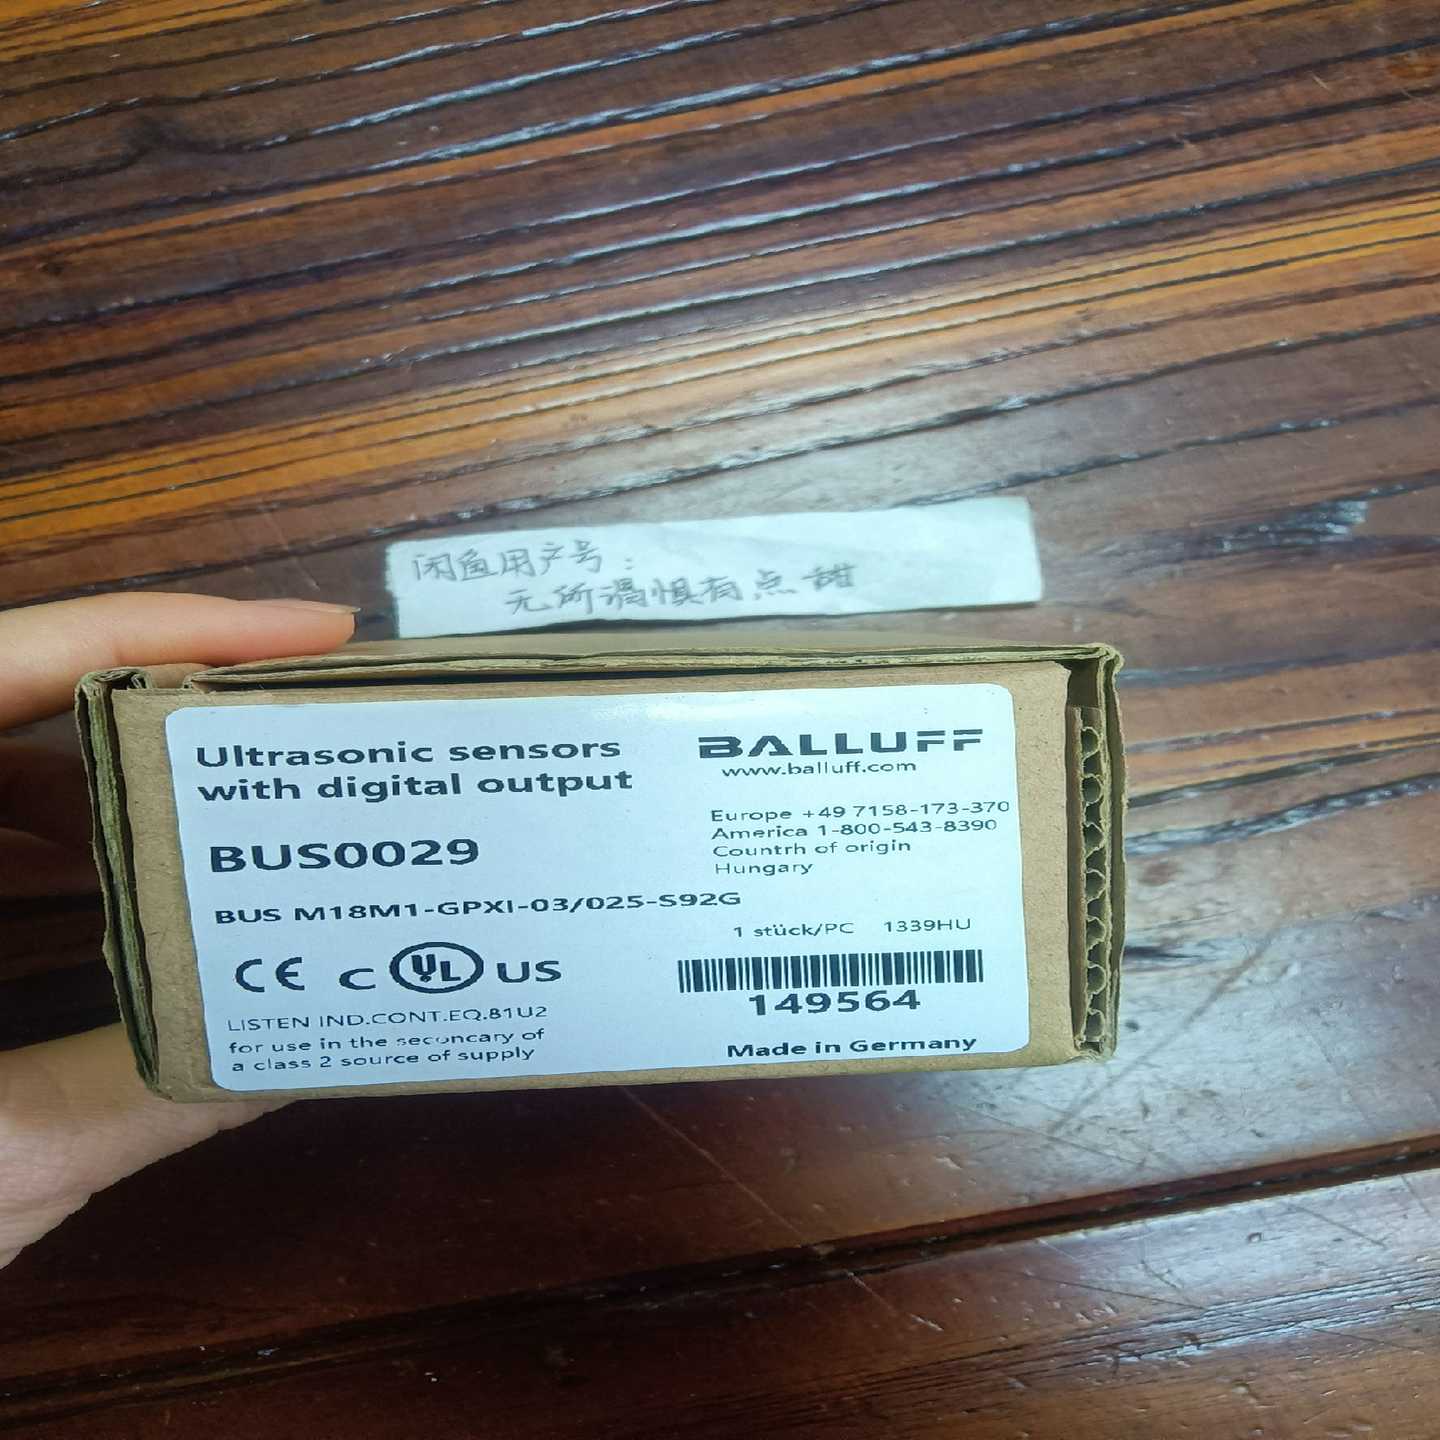 闲鱼用户号：
无所谓惧有点甜
Ultrasonic sensors
with digital output
BUS0029
BUS M18M1-GPXI-03/025-S92G
CE C UL US
LISTEN IND.CONT.EQ.81U2
for use in the seconcary of
a class 2 source of supply
BALLUFF
www.balluff.com
Europe +49 7158-173-370
America 1-800-543-8390
Countrh of origin
Hungary
1 stück/PC 1339HU
149564
Made in Germany